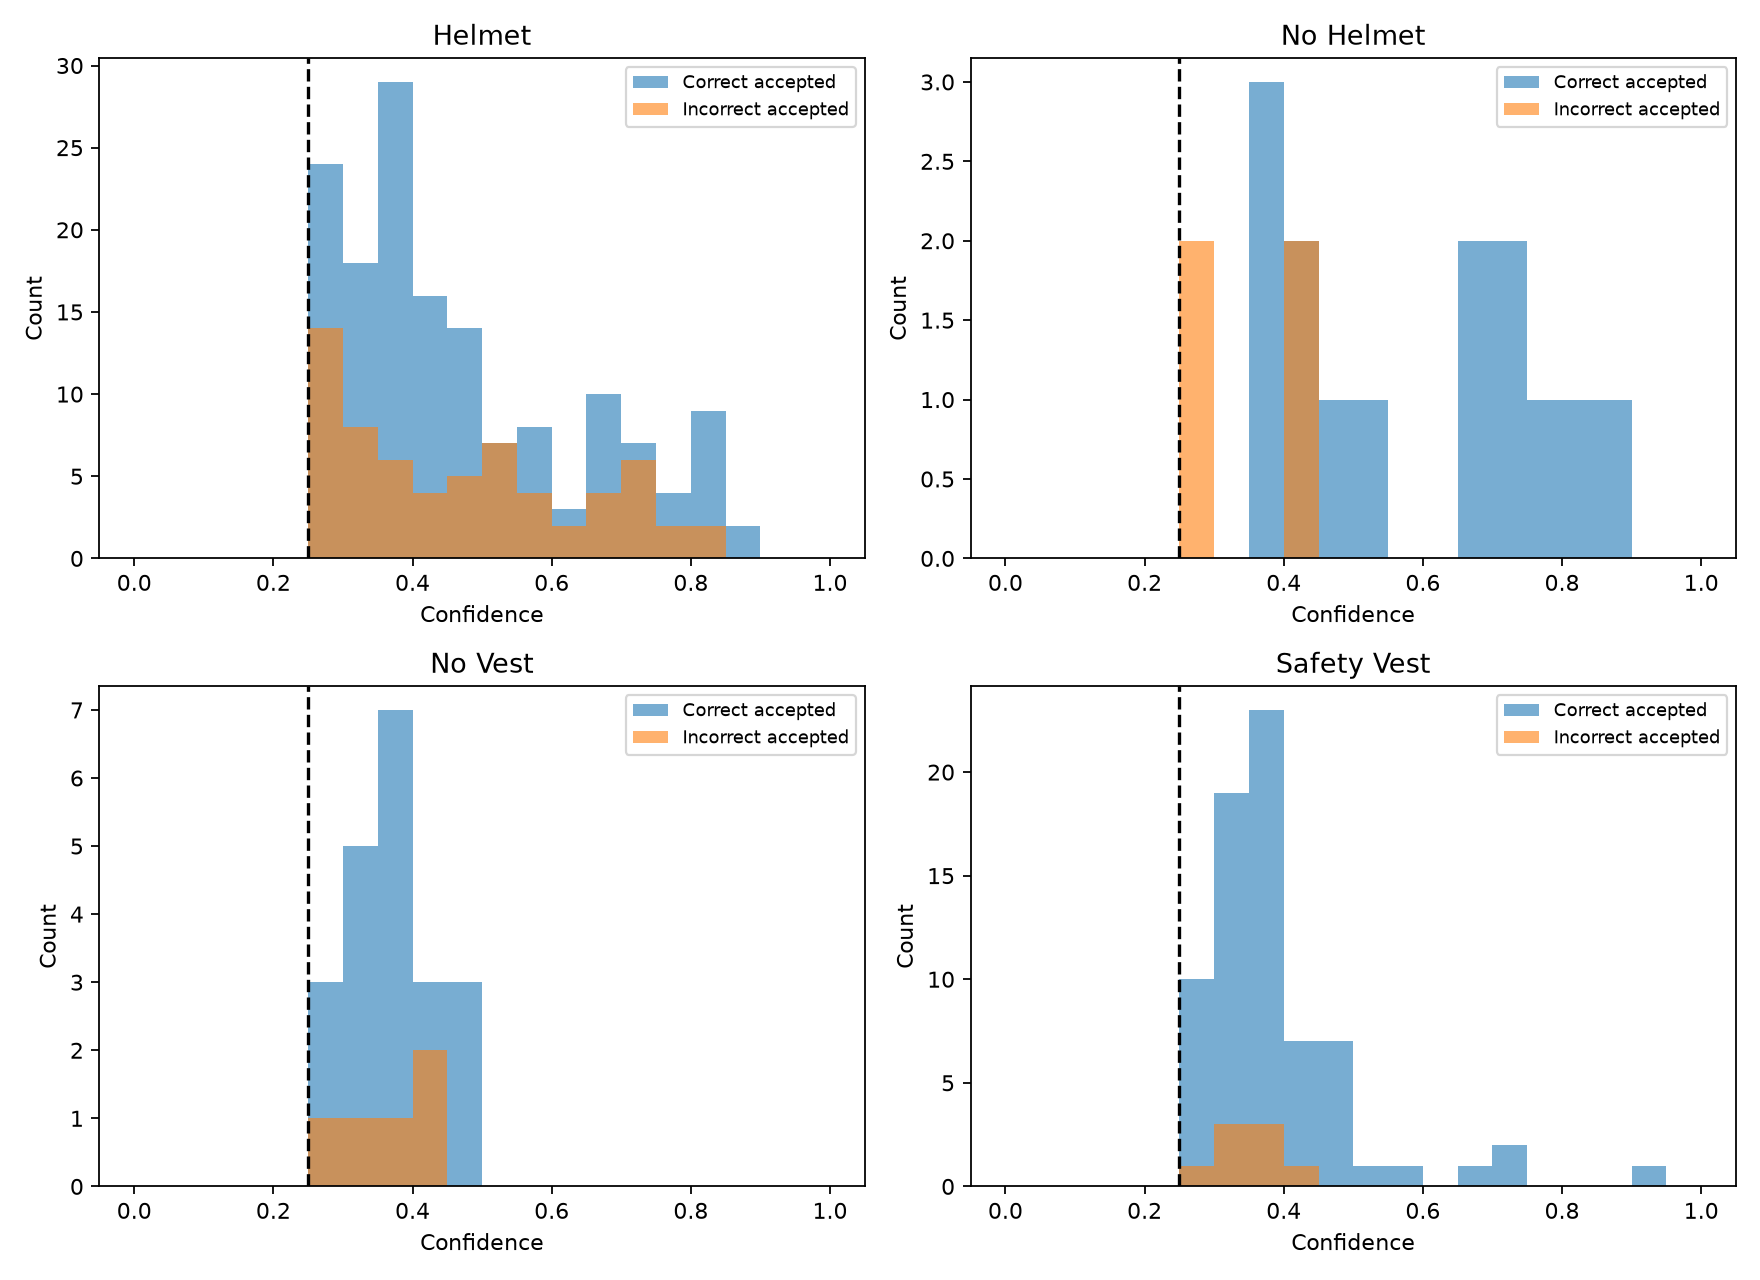 Helmet
30
25
20
15
10
5
0
Count
0.0 0.2 0.4 0.6 0.8 1.0
Confidence
Correct accepted
Incorrect accepted
No Helmet
3.0
2.5
2.0
1.5
1.0
0.5
0.0
Count
0.0 0.2 0.4 0.6 0.8 1.0
Confidence
Correct accepted
Incorrect accepted
No Vest
7
6
5
4
3
2
1
0
Count
0.0 0.2 0.4 0.6 0.8 1.0
Confidence
Correct accepted
Incorrect accepted
Safety Vest
20
15
10
5
0
Count
0.0 0.2 0.4 0.6 0.8 1.0
Confidence
Correct accepted
Incorrect accepted